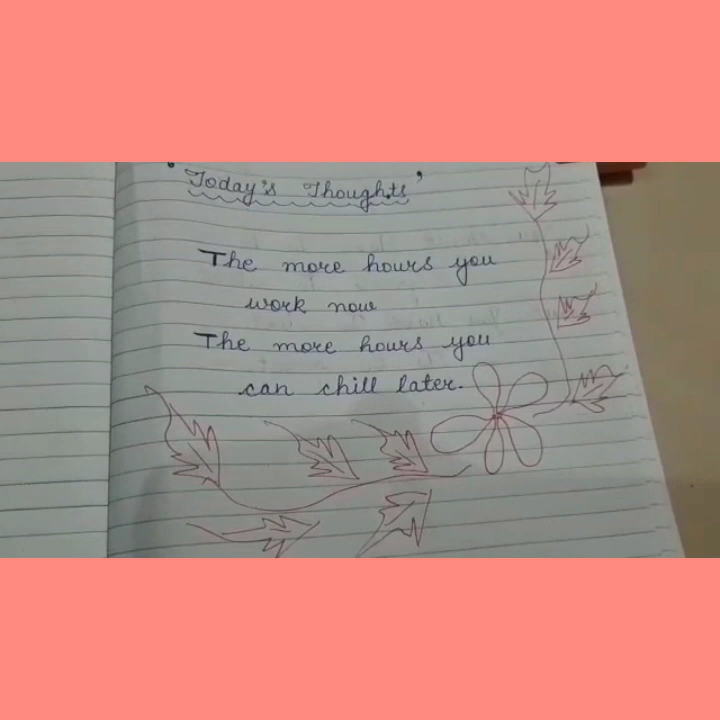 'Today's Thoughts'
The more hours you
work now
The more hours you
can chill later.